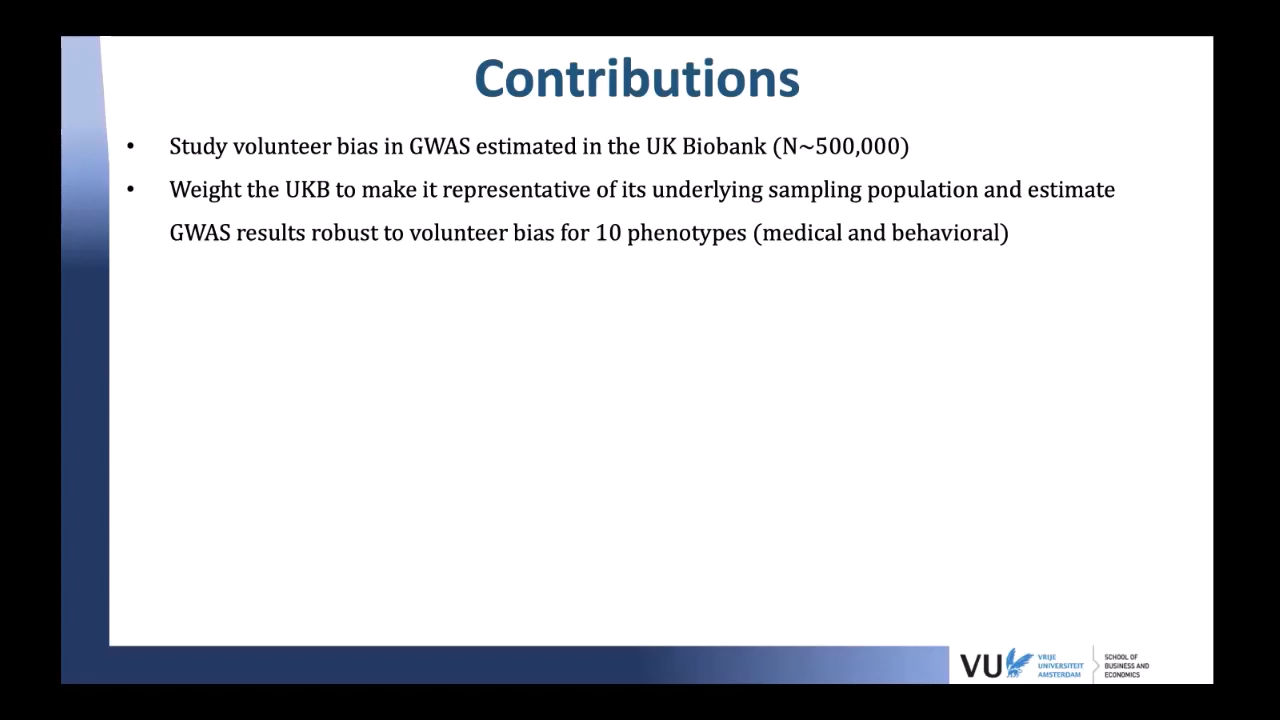 Contributions
• Study volunteer bias in GWAS estimated in the UK Biobank (N~500,000)
• Weight the UKB to make it representative of its underlying sampling population and estimate
GWAS results robust to volunteer bias for 10 phenotypes (medical and behavioral)
VU
VRIJE
UNIVERSITEIT
AMSTERDAM
SCHOOL OF
BUSINESS AND
ECONOMICS